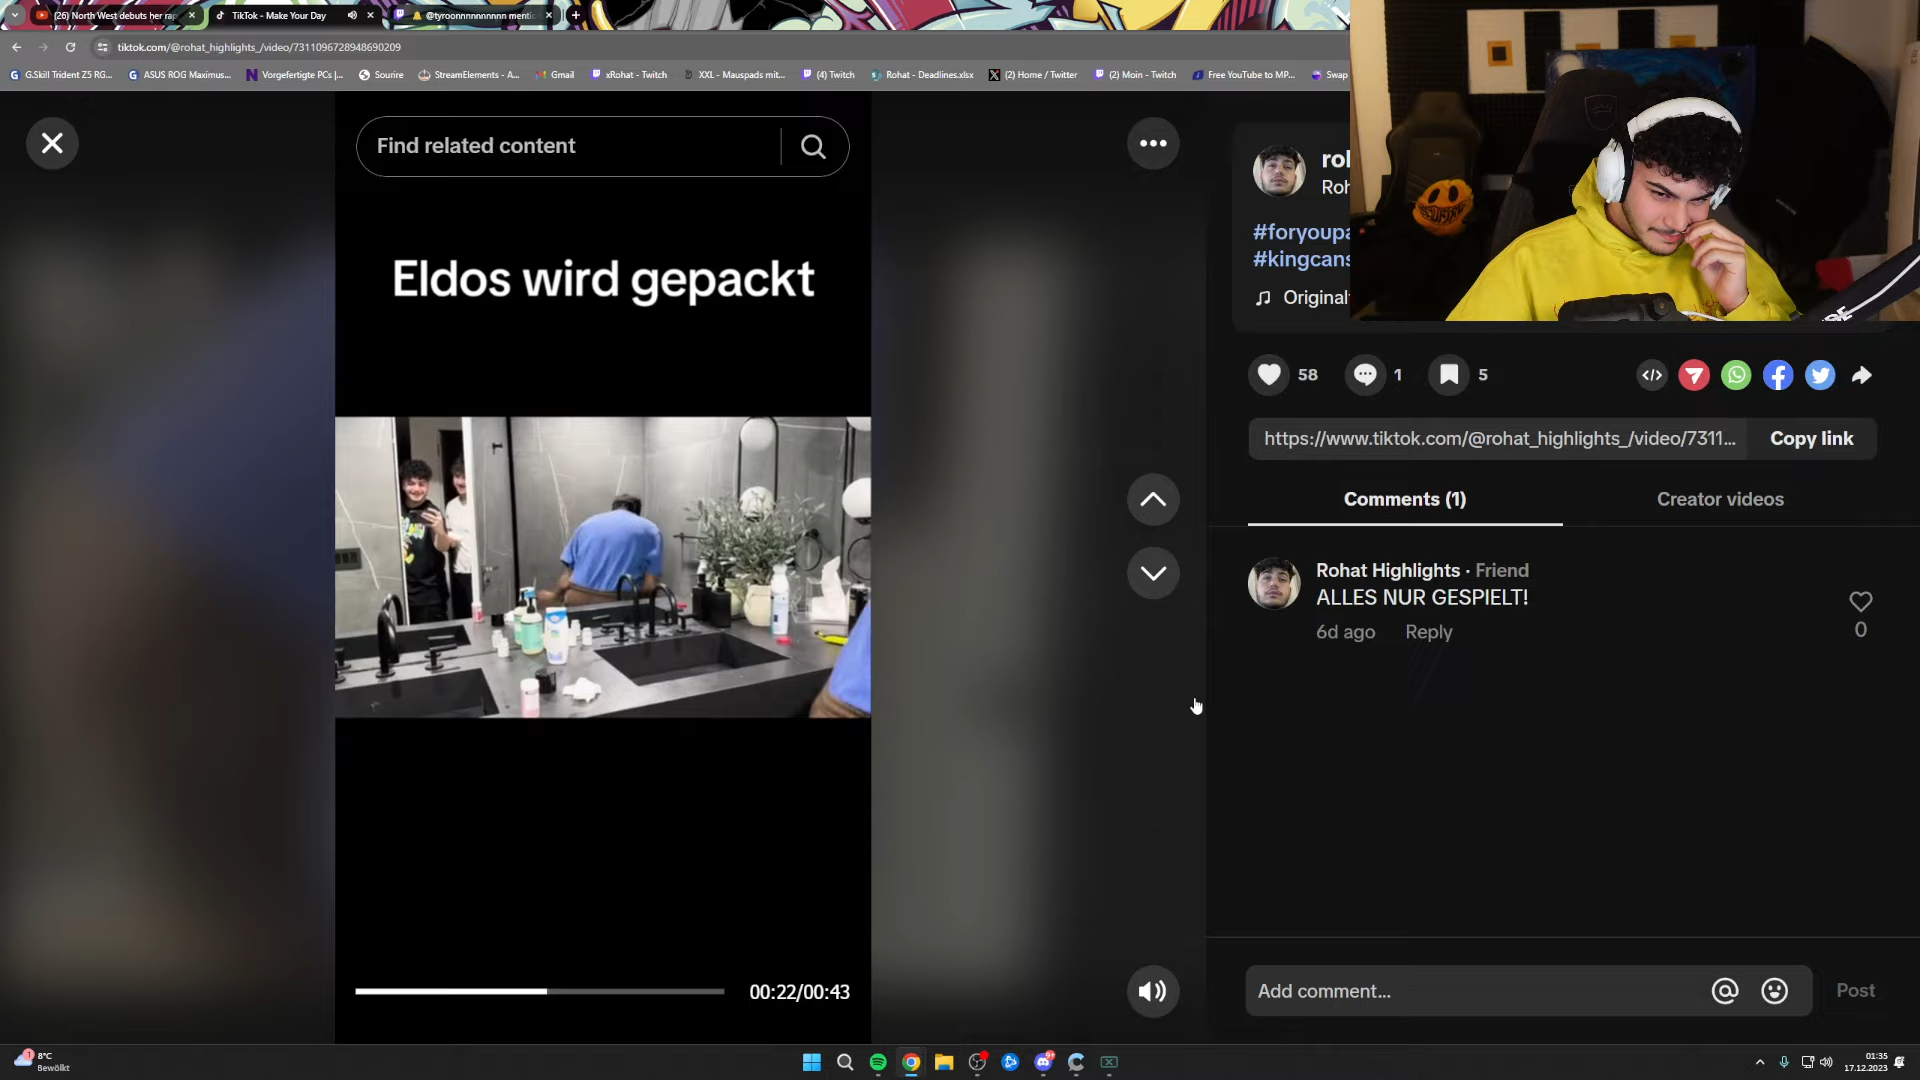 (26) North West debuts her rap
TikTok - Make Your Day
@tyroonnnnnnnnn mentio
tiktok.com/@rohat_highlights_/video/7311096728948690209
G.Skill Trident Z5 RG...
ASUS ROG Maximus...
Vorgefertigte PCs |...
Sourire
StreamElements - A...
Gmail
xRohat - Twitch
XXL - Mauspads mit...
(4) Twitch
Rohat - Deadlines.xlsx
(2) Home / Twitter
(2) Moin - Twitch
Free YouTube to MP...
Swap
Find related content
Eldos wird gepackt
00:22/00:43
#foryoupa
#kingcans
Original
58
1
5
https://www.tiktok.com/@rohat_highlights_/video/7311...
Copy link
Comments (1)
Creator videos
Rohat Highlights · Friend
ALLES NUR GESPIELT!
6d ago Reply
0
Add comment...
Post
8°C
Bewölkt
01:35
17.12.2023